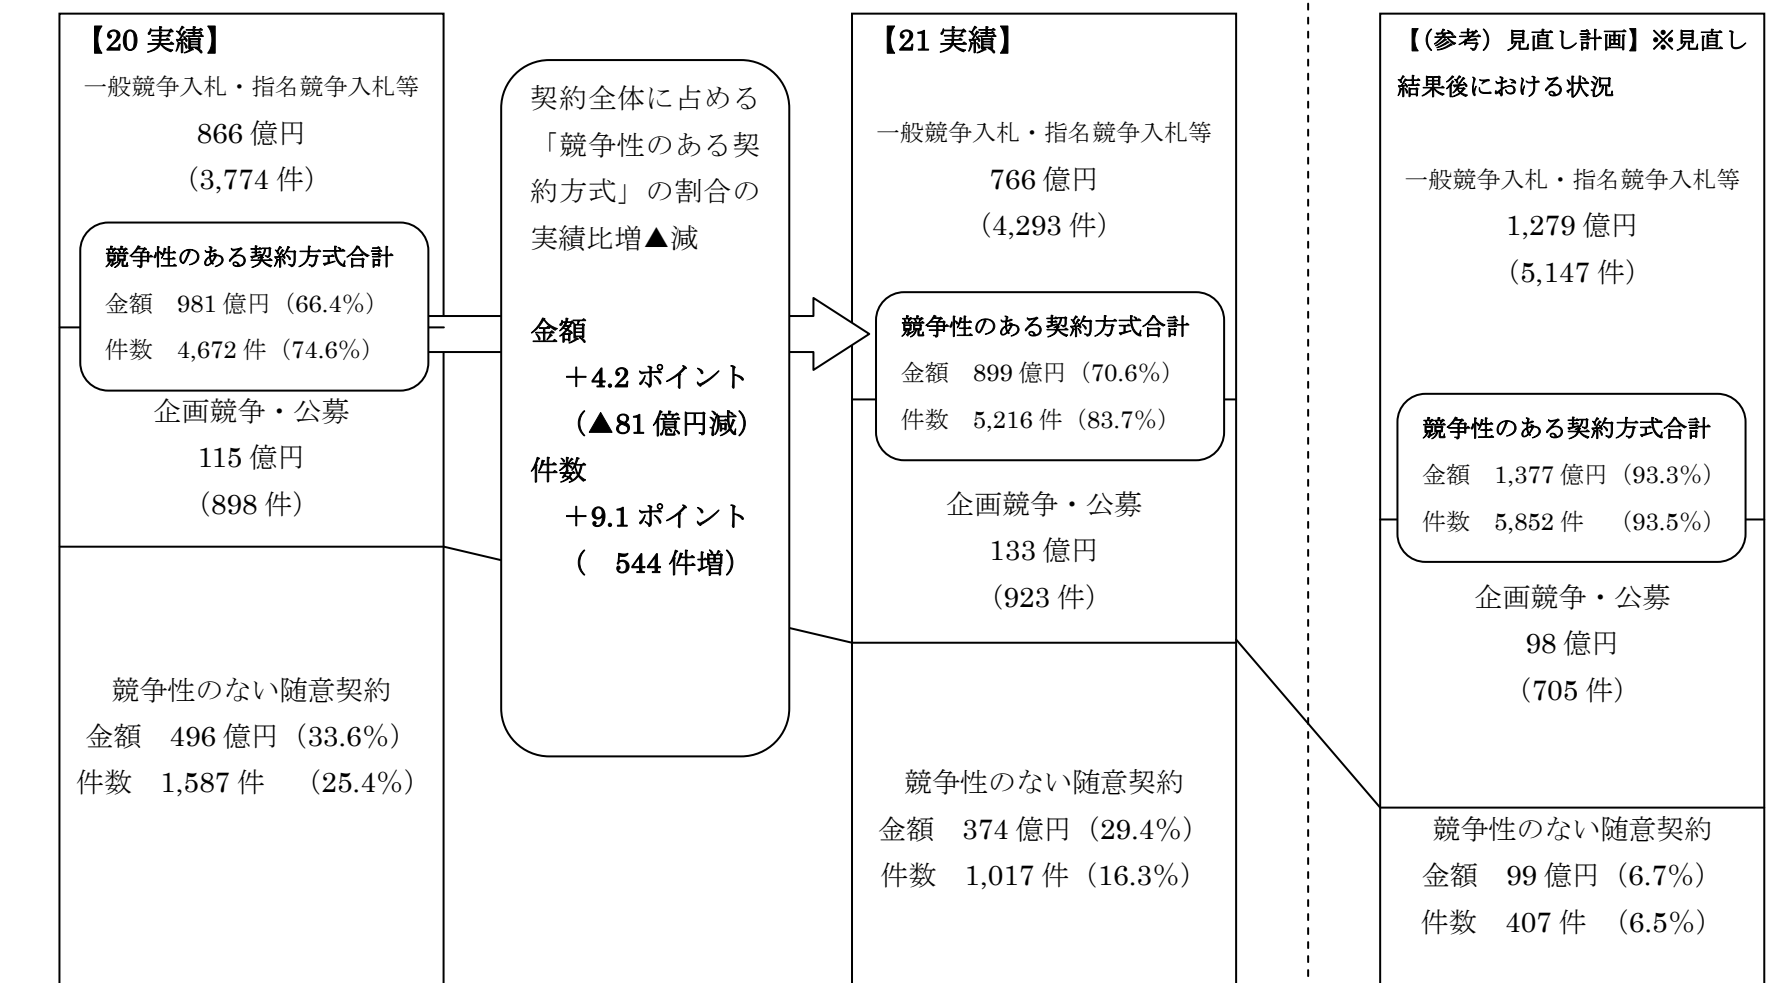 【20 実績】
一般競争入札・指名競争入札等
866 億円
（3,774 件）
競争性のある契約方式合計
金額　981 億円（66.4%）
件数　4,672 件（74.6%）
企画競争・公募
115 億円
（898 件）
競争性のない随意契約
金額　496 億円（33.6%）
件数　1,587 件　（25.4%）
契約全体に占める
「競争性のある契
約方式」の割合の
実績比増▲減
金額
＋4.2 ポイント
（▲81 億円減）
件数
＋9.1 ポイント
（　544 件増）
【21 実績】
一般競争入札・指名競争入札等
766 億円
（4,293 件）
競争性のある契約方式合計
金額　899 億円（70.6%）
件数　5,216 件（83.7%）
企画競争・公募
133 億円
（923 件）
競争性のない随意契約
金額　374 億円（29.4%）
件数　1,017 件（16.3%）
【（参考）見直し計画】※見直し
結果後における状況
一般競争入札・指名競争入札等
1,279 億円
（5,147 件）
競争性のある契約方式合計
金額　1,377 億円（93.3%）
件数　5,852 件　（93.5%）
企画競争・公募
98 億円
（705 件）
競争性のない随意契約
金額　99 億円（6.7%）
件数　407 件　（6.5%）